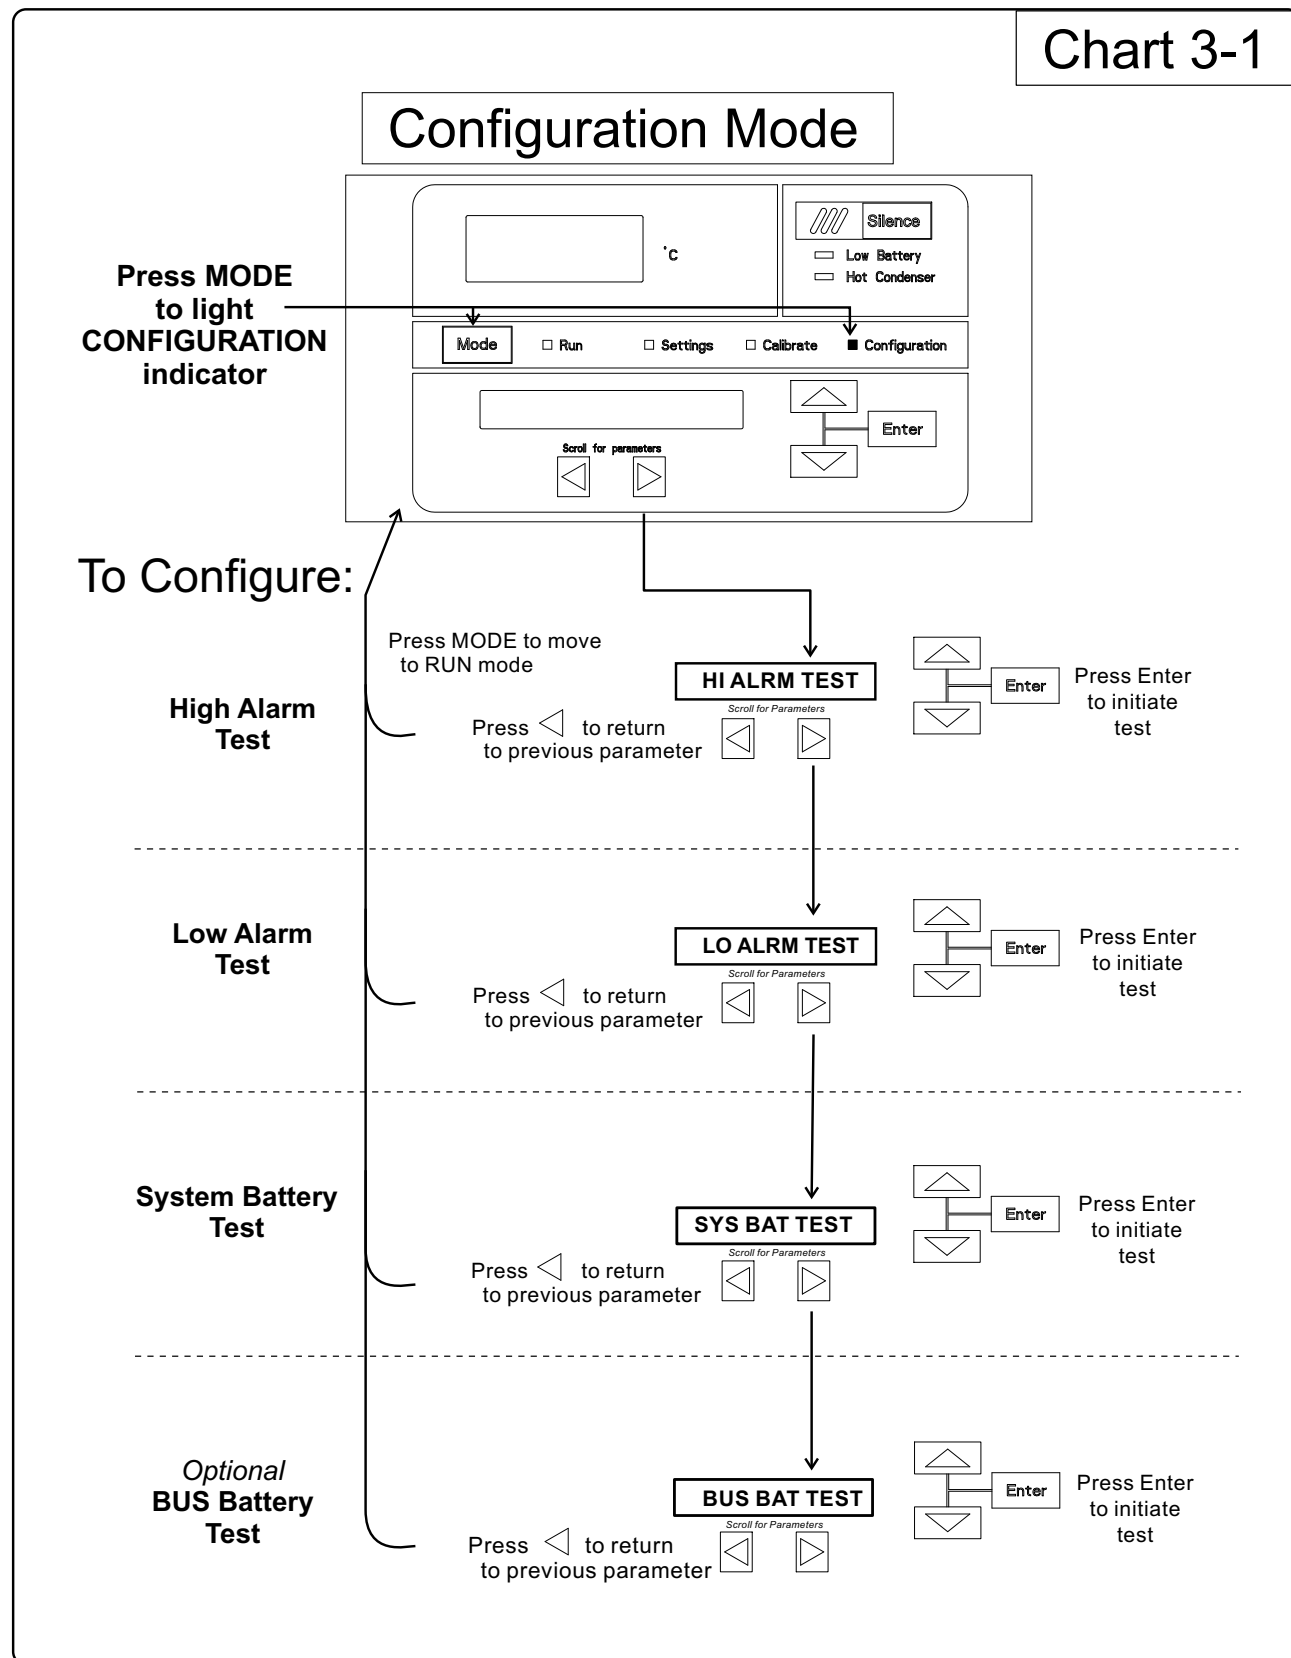 Chart 3-1
Configuration Mode
Silence
°C
Low Battery
Hot Condenser
Press MODE
to light
CONFIGURATION
indicator
Mode
Run
Settings
Calibrate
Configuration
Enter
Scroll for parameters
To Configure:
Press MODE to move
to RUN mode
High Alarm
Test
HI ALRM TEST
Scroll for Parameters
Press to return
to previous parameter
Enter
Press Enter
to initiate
test
Low Alarm
Test
LO ALRM TEST
Scroll for Parameters
Press to return
to previous parameter
Enter
Press Enter
to initiate
test
System Battery
Test
SYS BAT TEST
Scroll for Parameters
Press to return
to previous parameter
Enter
Press Enter
to initiate
test
Optional
BUS Battery
Test
BUS BAT TEST
Scroll for Parameters
Press to return
to previous parameter
Enter
Press Enter
to initiate
test